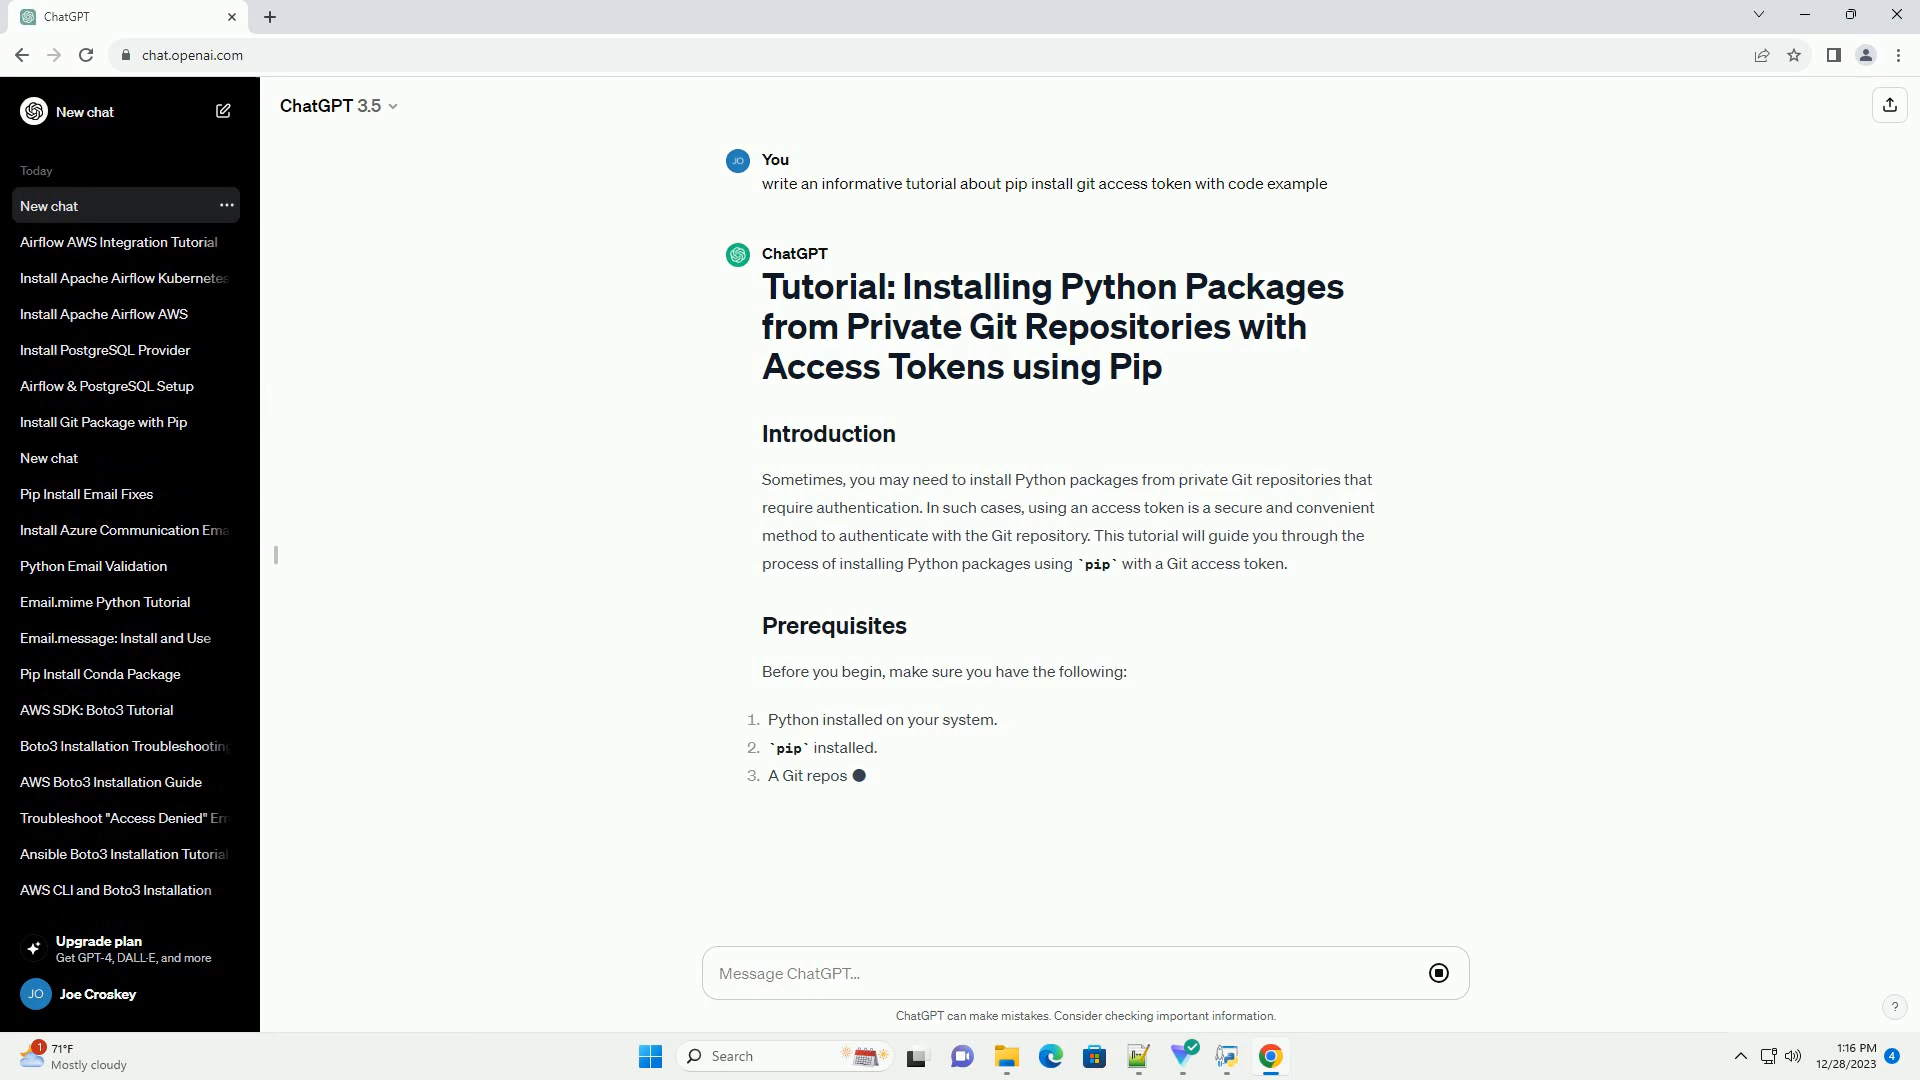 ChatGPT
chat.openai.com
New chat
Today
New chat
Airflow AWS Integration Tutorial
Install Apache Airflow Kubernetes
Install Apache Airflow AWS
Install PostgreSQL Provider
Airflow & PostgreSQL Setup
Install Git Package with Pip
New chat
Pip Install Email Fixes
Install Azure Communication Ema
Python Email Validation
Email.mime Python Tutorial
Email.message: Install and Use
Pip Install Conda Package
AWS SDK: Boto3 Tutorial
Boto3 Installation Troubleshooting
AWS Boto3 Installation Guide
Troubleshoot "Access Denied" Err
Ansible Boto3 Installation Tutorial
AWS CLI and Boto3 Installation
Upgrade plan
Get GPT-4, DALL·E, and more
JO Joe Croskey
ChatGPT 3.5
JO You
write an informative tutorial about pip install git access token with code example
ChatGPT
Tutorial: Installing Python Packages
from Private Git Repositories with
Access Tokens using Pip
Introduction
Sometimes, you may need to install Python packages from private Git repositories that
require authentication. In such cases, using an access token is a secure and convenient
method to authenticate with the Git repository. This tutorial will guide you through the
process of installing Python packages using `pip` with a Git access token.
Prerequisites
Before you begin, make sure you have the following:
1. Python installed on your system.
2. `pip` installed.
3. A Git repos
Message ChatGPT...
ChatGPT can make mistakes. Consider checking important information.
?
1
71°F
Mostly cloudy
Search
1:16 PM
12/28/2023
4